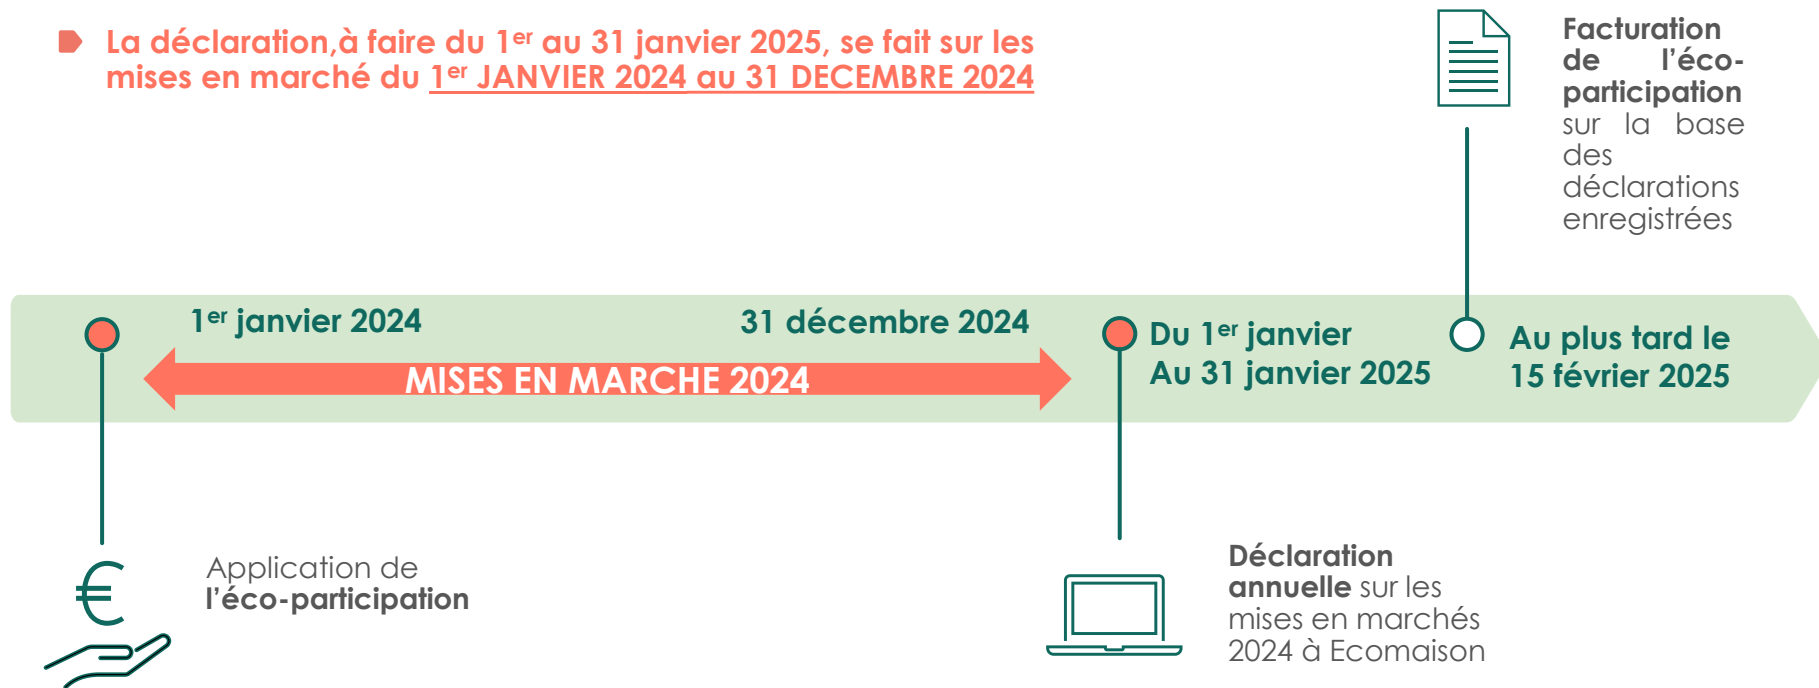 La déclaration,à faire du 1er au 31 janvier 2025, se fait sur les
mises en marché du 1er JANVIER 2024 au 31 DECEMBRE 2024
Facturation
de l’éco-
participation
sur la base
des
déclarations
enregistrées
1er janvier 2024
31 décembre 2024
MISES EN MARCHE 2024
Du 1er janvier
Au 31 janvier 2025
Au plus tard le
15 février 2025
€
Application de
l’éco-participation
Déclaration
annuelle sur les
mises en marchés
2024 à Ecomaison